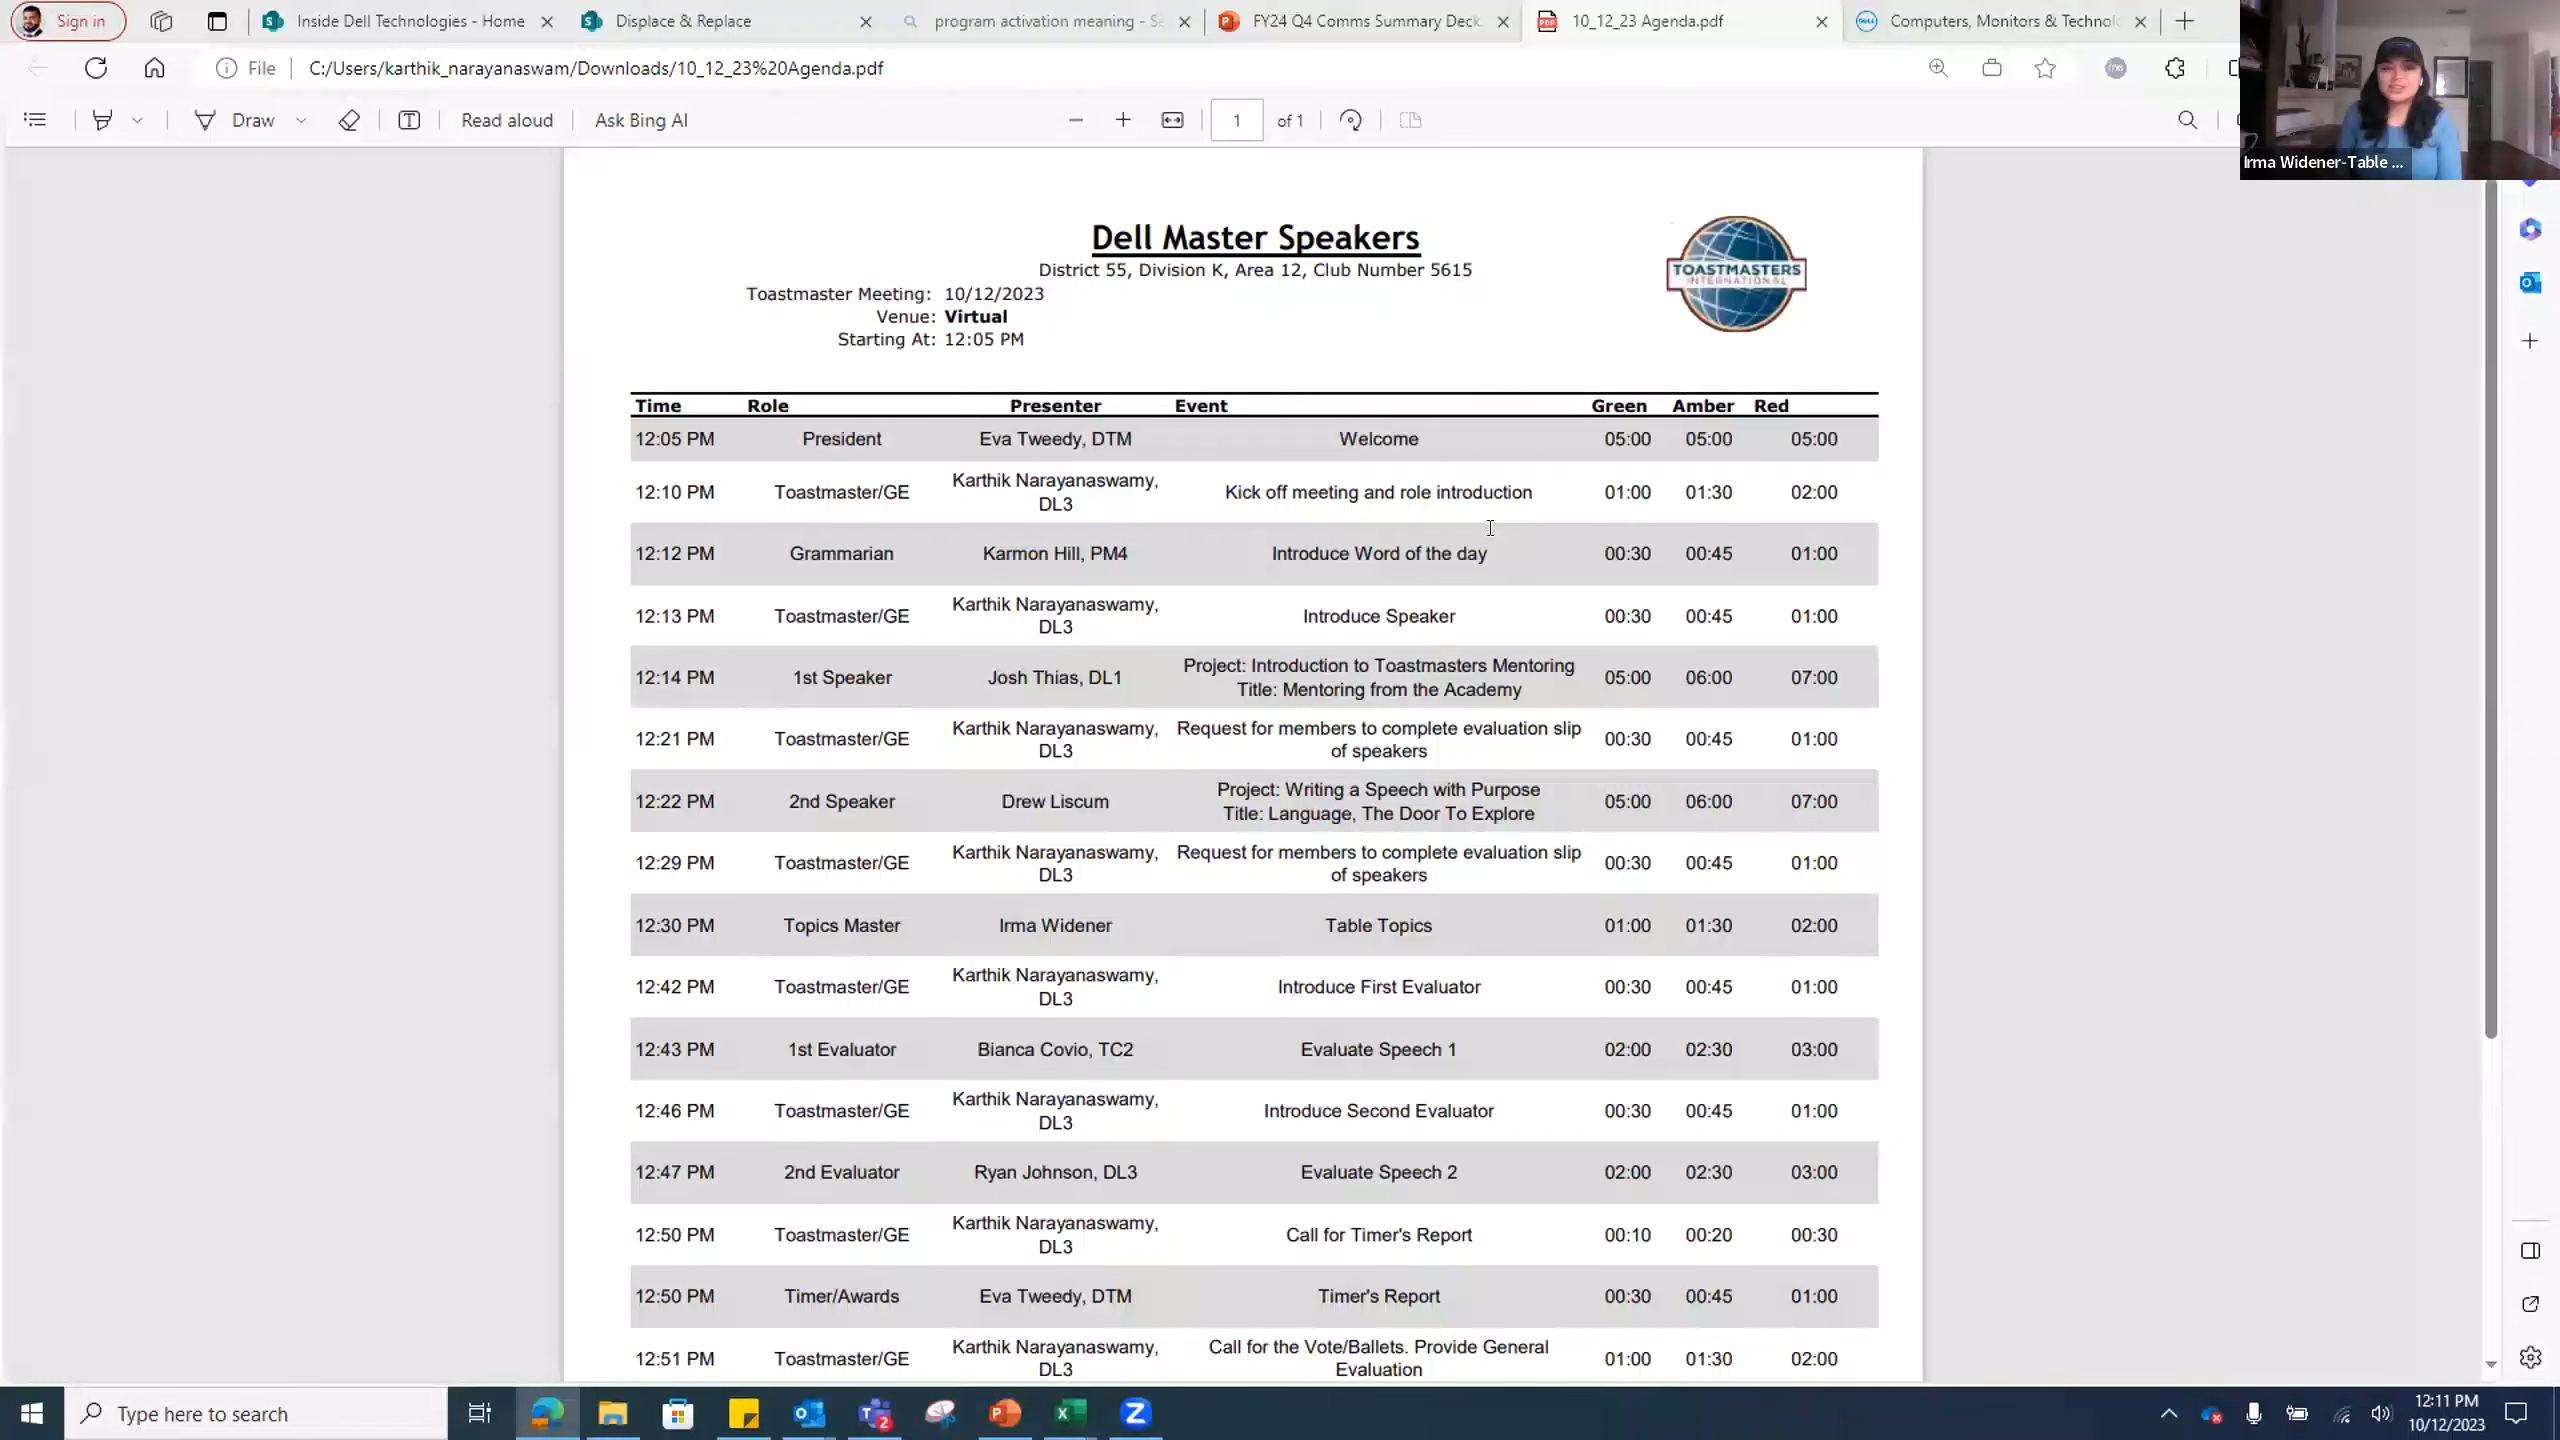 Sign in
Inside Dell Technologies - Home
Displace & Replace
program activation meaning - Se
FY24 Q4 Comms Summary Deck.
10_12_23 Agenda.pdf
Computers, Monitors & Technol
File
C:/Users/karthik_narayanaswam/Downloads/10_12_23%20Agenda.pdf
Draw
Read aloud
Ask Bing AI
1
of 1
Irma Widener-Table ...
Dell Master Speakers
District 55, Division K, Area 12, Club Number 5615
TOASTMASTERS
INTERNATIONAL
Toastmaster Meeting: 10/12/2023
Venue: Virtual
Starting At: 12:05 PM
Time Role Presenter Event Green Amber Red
12:05 PM President Eva Tweedy, DTM Welcome 05:00 05:00 05:00
12:10 PM Toastmaster/GE Karthik Narayanaswamy, DL3 Kick off meeting and role introduction 01:00 01:30 02:00
12:12 PM Grammarian Karmon Hill, PM4 Introduce Word of the day 00:30 00:45 01:00
12:13 PM Toastmaster/GE Karthik Narayanaswamy, DL3 Introduce Speaker 00:30 00:45 01:00
12:14 PM 1st Speaker Josh Thias, DL1 Project: Introduction to Toastmasters Mentoring Title: Mentoring from the Academy 05:00 06:00 07:00
12:21 PM Toastmaster/GE Karthik Narayanaswamy, DL3 Request for members to complete evaluation slip of speakers 00:30 00:45 01:00
12:22 PM 2nd Speaker Drew Liscum Project: Writing a Speech with Purpose Title: Language, The Door To Explore 05:00 06:00 07:00
12:29 PM Toastmaster/GE Karthik Narayanaswamy, DL3 Request for members to complete evaluation slip of speakers 00:30 00:45 01:00
12:30 PM Topics Master Irma Widener Table Topics 01:00 01:30 02:00
12:42 PM Toastmaster/GE Karthik Narayanaswamy, DL3 Introduce First Evaluator 00:30 00:45 01:00
12:43 PM 1st Evaluator Bianca Covio, TC2 Evaluate Speech 1 02:00 02:30 03:00
12:46 PM Toastmaster/GE Karthik Narayanaswamy, DL3 Introduce Second Evaluator 00:30 00:45 01:00
12:47 PM 2nd Evaluator Ryan Johnson, DL3 Evaluate Speech 2 02:00 02:30 03:00
12:50 PM Toastmaster/GE Karthik Narayanaswamy, DL3 Call for Timer's Report 00:10 00:20 00:30
12:50 PM Timer/Awards Eva Tweedy, DTM Timer's Report 00:30 00:45 01:00
12:51 PM Toastmaster/GE Karthik Narayanaswamy, DL3 Call for the Vote/Ballets. Provide General Evaluation 01:00 01:30 02:00
Type here to search
2
12:11 PM
10/12/2023